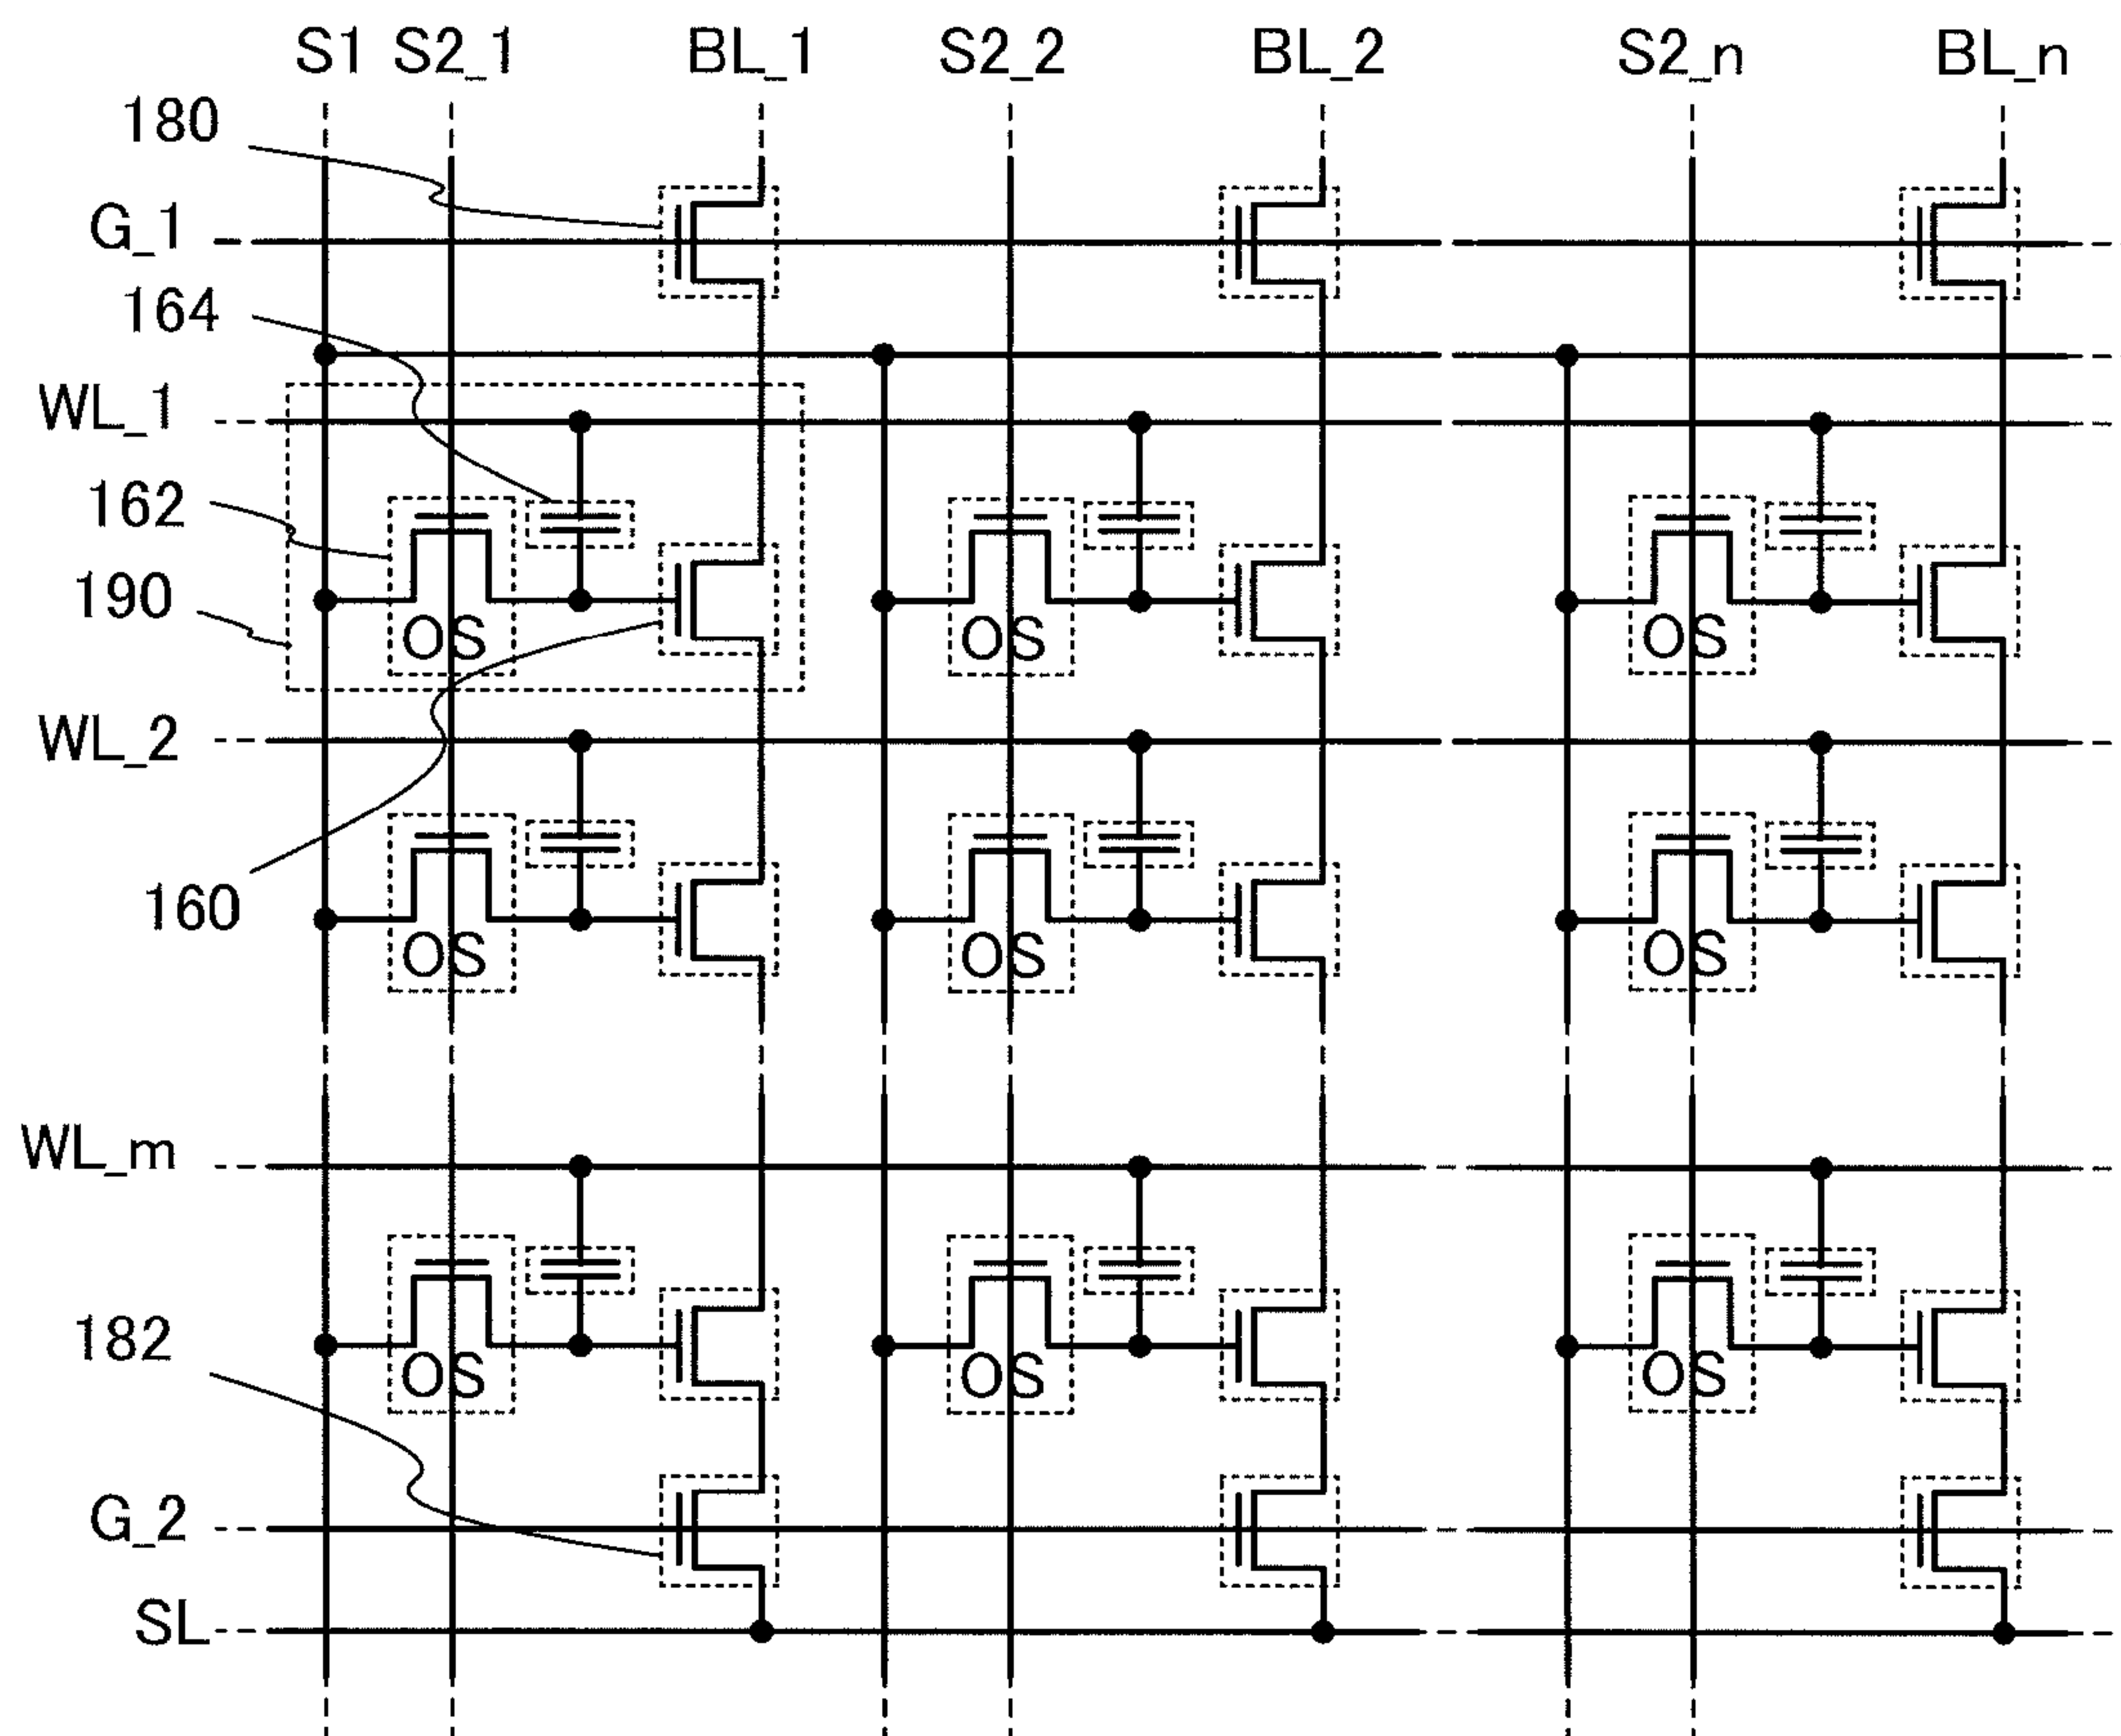 S1 S2_1 BL_1 S2_2 BL_2 S2_n BL_n
180
G_1
164
WL_1
162
OS OS OS
190
WL_2
160
OS OS OS
WL_m
182
OS OS OS
G_2
SL